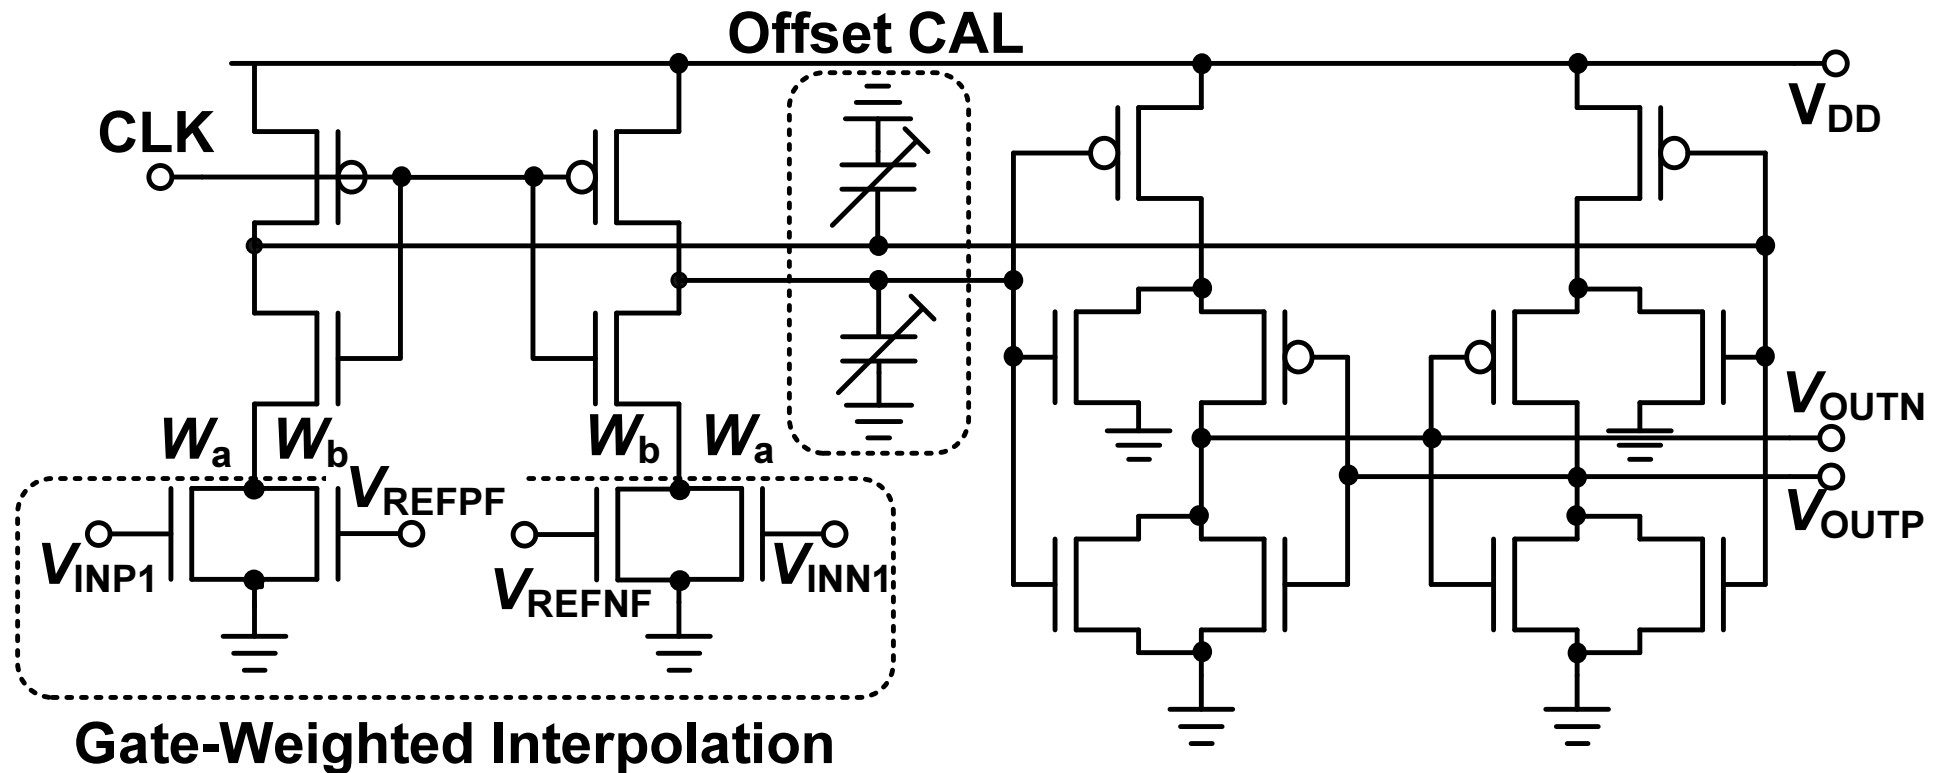 Offset CAL
CLK
VDD
Wa Wb
Wb Wa
VREFPF
VINP1
VREFNF
VINN1
VOUTN
VOUTP
Gate-Weighted Interpolation